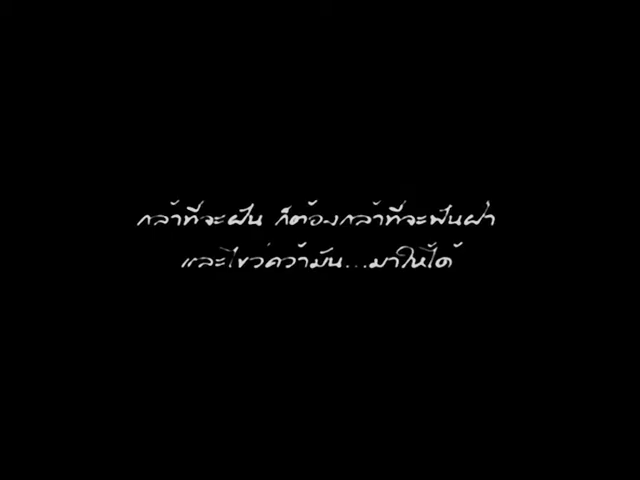 กล้าที่จะฝัน ก็ต้องกล้าที่จะฟันฝ่า
และไขว่คว้ามัน...มาให้ได้